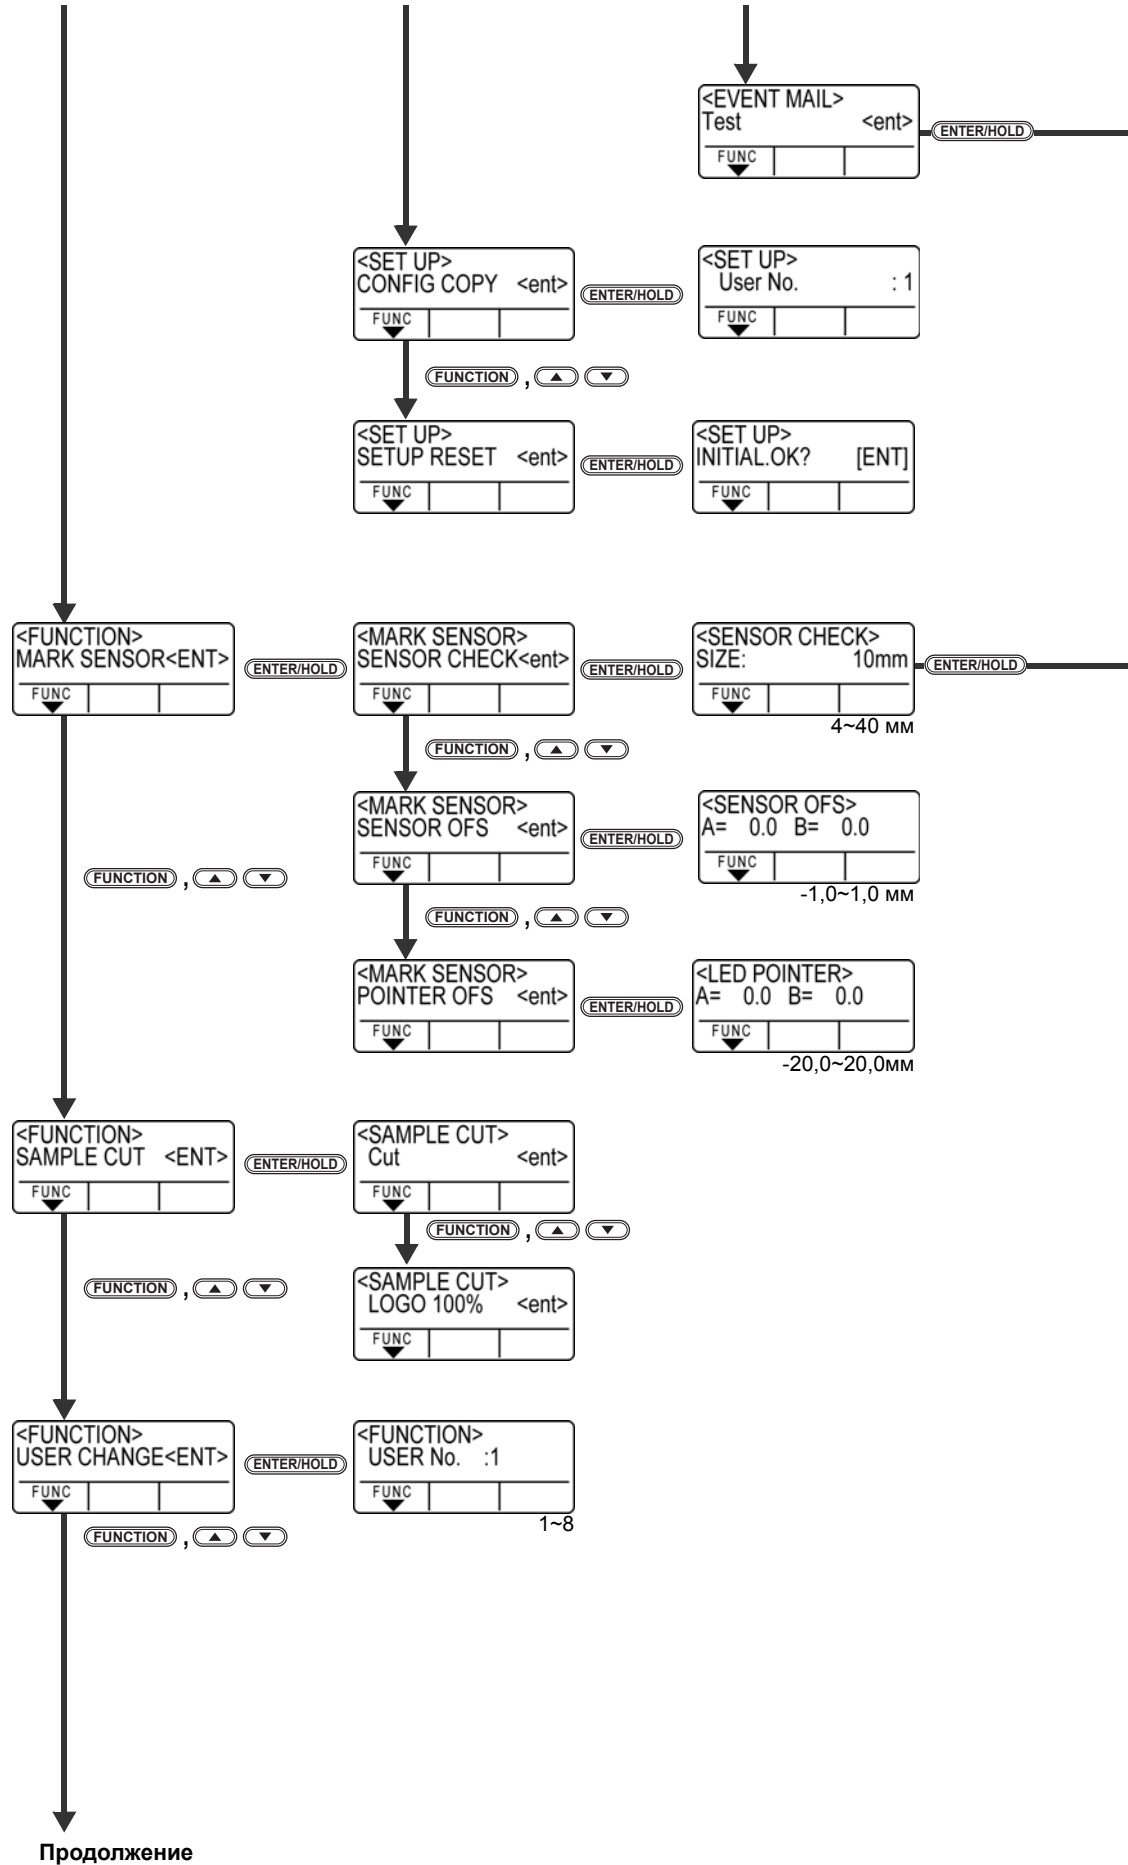 <EVENT MAIL>
Test <ent>
FUNC
ENTER/HOLD
<SET UP>
CONFIG COPY <ent>
FUNC
ENTER/HOLD
<SET UP>
User No. : 1
FUNC
FUNCTION ,
<SET UP>
SETUP RESET <ent>
FUNC
ENTER/HOLD
<SET UP>
INITIAL.OK? [ENT]
FUNC
<FUNCTION>
MARK SENSOR<ENT>
FUNC
ENTER/HOLD
<MARK SENSOR>
SENSOR CHECK<ent>
FUNC
ENTER/HOLD
<SENSOR CHECK>
SIZE: 10mm
FUNC
ENTER/HOLD
4~40 мм
FUNCTION ,
<MARK SENSOR>
SENSOR OFS <ent>
FUNC
ENTER/HOLD
<SENSOR OFS>
A= 0.0 B= 0.0
FUNC
-1,0~1,0 мм
FUNCTION ,
FUNCTION ,
<MARK SENSOR>
POINTER OFS <ent>
FUNC
ENTER/HOLD
<LED POINTER>
A= 0.0 B= 0.0
FUNC
-20,0~20,0мм
<FUNCTION>
SAMPLE CUT <ENT>
FUNC
ENTER/HOLD
<SAMPLE CUT>
Cut <ent>
FUNC
FUNCTION ,
FUNCTION ,
<SAMPLE CUT>
LOGO 100% <ent>
FUNC
<FUNCTION>
USER CHANGE<ENT>
FUNC
ENTER/HOLD
<FUNCTION>
USER No. :1
FUNC
1~8
FUNCTION ,
Продолжение